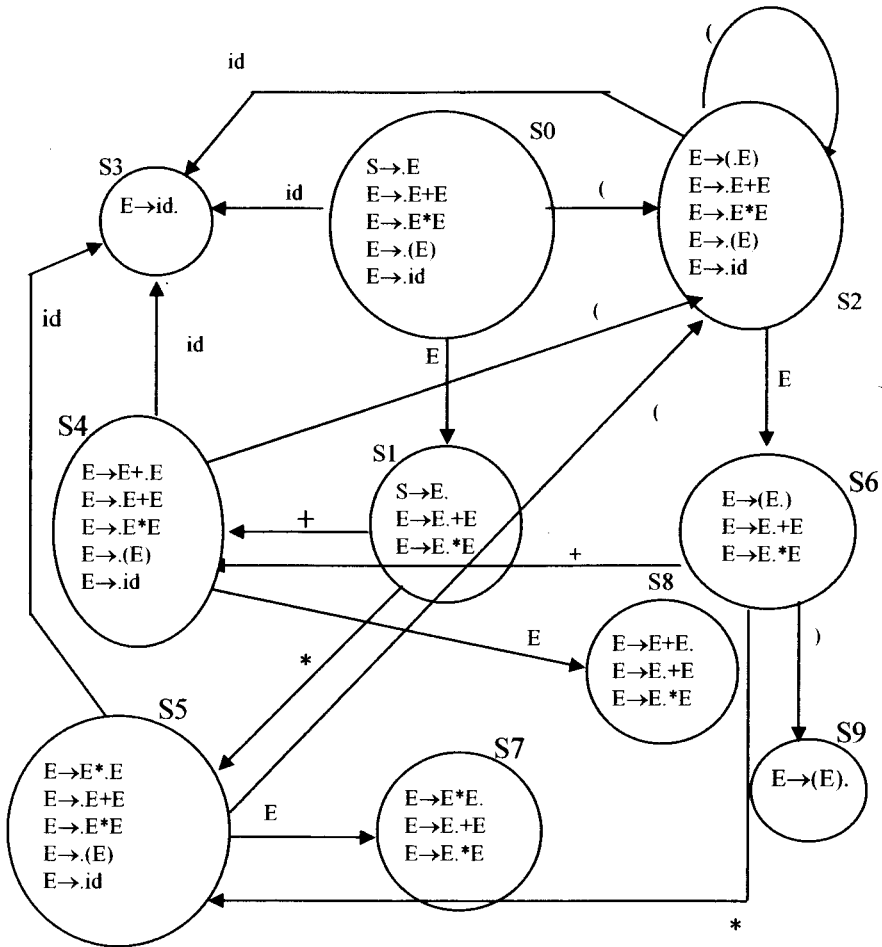 (
id
S0
S→.E
E→.E+E
E→.E*E
E→.(E)
E→.id
S3
E→id.
id
(
E→(.E)
E→.E+E
E→.E*E
E→.(E)
E→.id
S2
id
id
(
E
(
E
S4
E→E+.E
E→.E+E
E→.E*E
E→.(E)
E→.id
S1
S→E.
E→E.+E
E→E.*E
+
S6
E→(E.)
E→E.+E
E→E.*E
+
S8
E→E+E.
E→E.+E
E→E.*E
E
*
)
S5
E→E*.E
E→.E+E
E→.E*E
E→.(E)
E→.id
E
S7
E→E*E.
E→E.+E
E→E.*E
S9
E→(E).
*